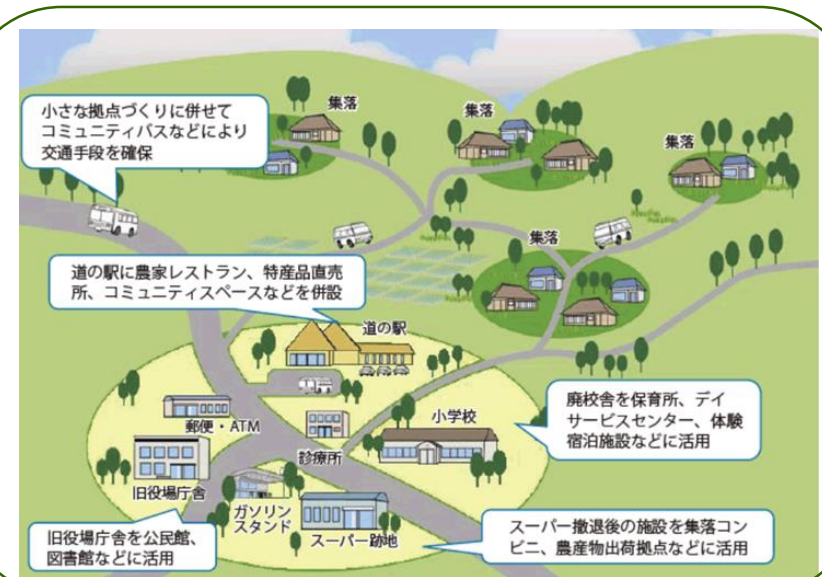 小さな拠点づくりに併せて
コミュニティバスなどにより
交通手段を確保
集落
集落
集落
集落
道の駅に農家レストラン、特産品直売
所、コミュニティスペースなどを併設
道の駅
郵便・ATM
小学校
診療所
廃校舎を保育所、デイ
サービスセンター、体験
宿泊施設などに活用
旧役場庁舎
ガソリン
スタンド
スーパー跡地
旧役場庁舎を公民館、
図書館などに活用
スーパー撤退後の施設を集落コン
ビニ、農産物出荷拠点などに活用